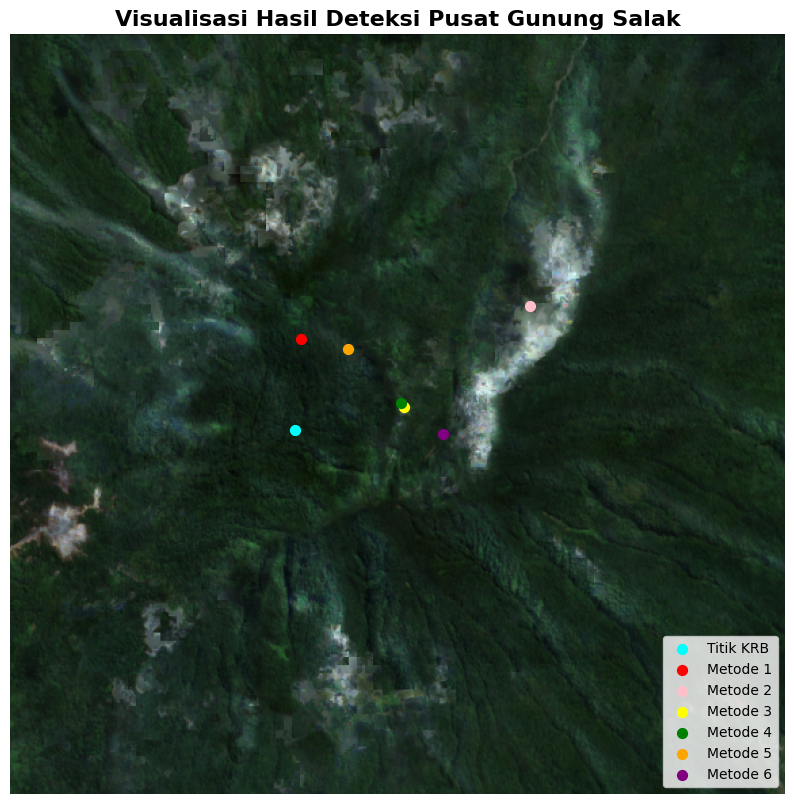 Visualisasi Hasil Deteksi Pusat Gunung Salak
Titik KRB
Metode 1
Metode 2
Metode 3
Metode 4
Metode 5
Metode 6